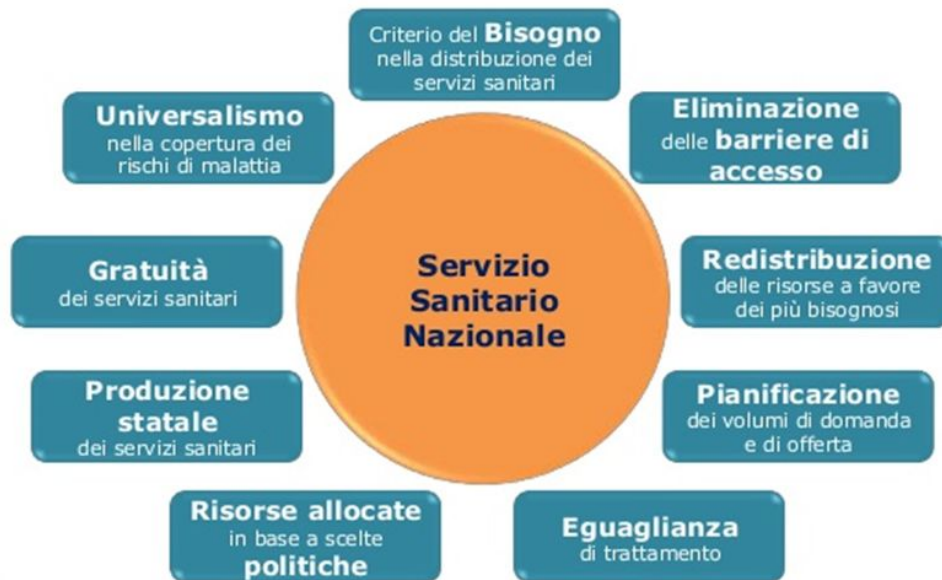 Criterio del Bisogno
nella distribuzione dei
servizi sanitari
Universalismo
nella copertura dei
rischi di malattia
Eliminazione
delle barriere di
accesso
Gratuità
dei servizi sanitari
Servizio
Sanitario
Nazionale
Redistribuzione
delle risorse a favore
dei più bisognosi
Produzione
statale
dei servizi sanitari
Pianificazione
dei volumi di domanda
e di offerta
Risorse allocate
in base a scelte
politiche
Eguaglianza
di trattamento